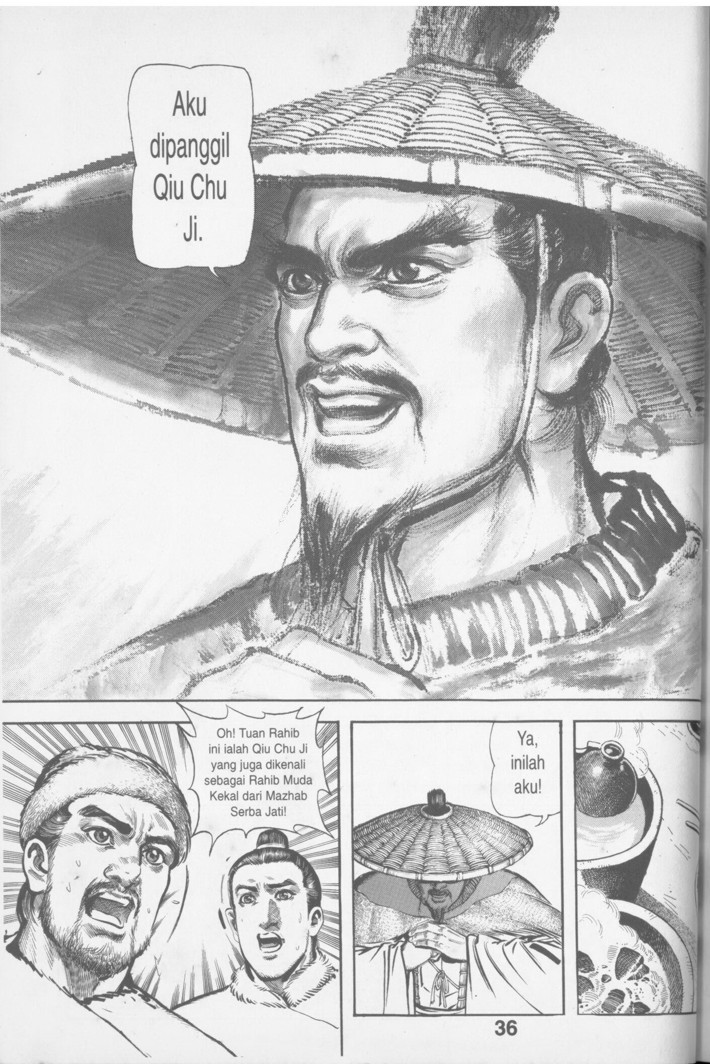 Aku
dipanggil
Qiu Chu
Ji.
Oh! Tuan Rahib
ini ialah Qiu Chu Ji
yang juga dikenali
sebagai Rahib Muda
Kekal dari Mazhab
Serba Jati!
Ya,
inilah
aku!
36